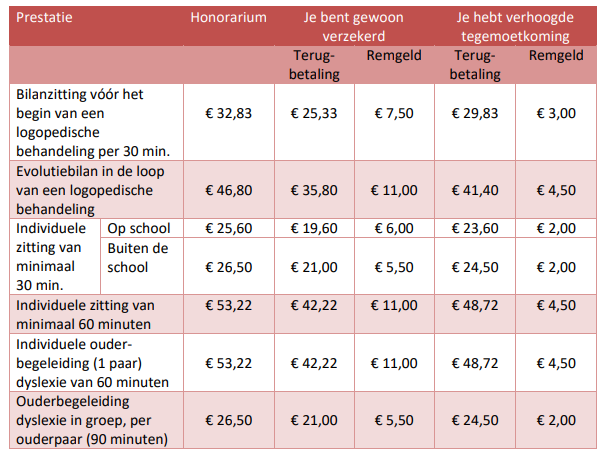 Prestatie Honorarium Je bent gewoon verzekerd Je hebt verhoogde tegemoetkoming
Terug-betaling Remgeld Terug-betaling Remgeld
Bilanzitting vóór het
begin van een
logopedische
behandeling per 30 min.
€ 32,83 € 25,33 € 7,50 € 29,83 € 3,00
Evolutiebilan in de loop
van een logopedische
behandeling
€ 46,80 € 35,80 € 11,00 € 41,40 € 4,50
Individuele
zitting van
minimaal
30 min.
Op school € 25,60 € 19,60 € 6,00 € 23,60 € 2,00
Buiten de
school
€ 26,50 € 21,00 € 5,50 € 24,50 € 2,00
Individuele zitting van
minimaal 60 minuten
€ 53,22 € 42,22 € 11,00 € 48,72 € 4,50
Individuele ouder-
begeleiding (1 paar)
dyslexie van 60 minuten
€ 53,22 € 42,22 € 11,00 € 48,72 € 4,50
Ouderbegeleiding
dyslexie in groep, per
ouderpaar (90 minuten)
€ 26,50 € 21,00 € 5,50 € 24,50 € 2,00